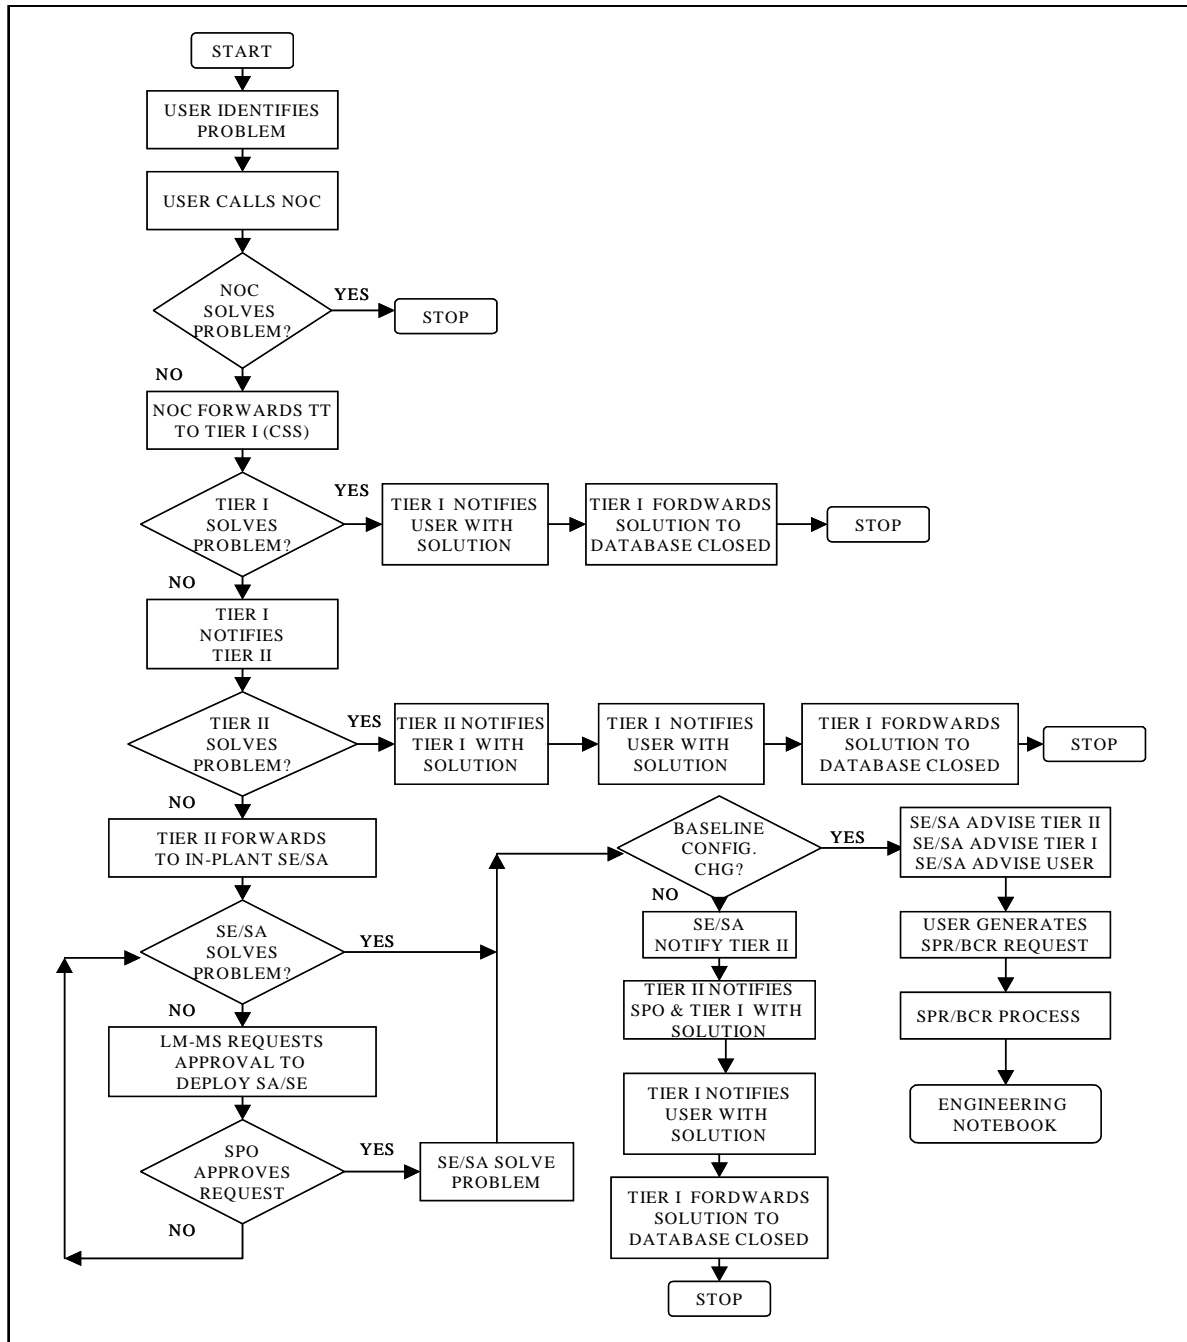 START
USER IDENTIFIES
PROBLEM
USER CALLS NOC
NOC
SOLVES
PROBLEM?
YES
STOP
NO
NOC FORWARDS TT
TO TIER I (CSS)
TIER I
SOLVES
PROBLEM?
YES
TIER I NOTIFIES
USER WITH
SOLUTION
TIER I FORDWARDS
SOLUTION TO
DATABASE CLOSED
STOP
NO
TIER I
NOTIFIES
TIER II
TIER II
SOLVES
PROBLEM?
YES
TIER II NOTIFIES
TIER I WITH
SOLUTION
TIER I NOTIFIES
USER WITH
SOLUTION
TIER I FORDWARDS
SOLUTION TO
DATABASE CLOSED
STOP
NO
TIER II FORWARDS
TO IN-PLANT SE/SA
SE/SA
SOLVES
PROBLEM?
YES
NO
LM-MS REQUESTS
APPROVAL TO
DEPLOY SA/SE
SPO
APPROVES
REQUEST
YES
SE/SA SOLVE
PROBLEM
NO
BASELINE
CONFIG.
CHG?
YES
SE/SA ADVISE TIER II
SE/SA ADVISE TIER I
SE/SA ADVISE USER
USER GENERATES
SPR/BCR REQUEST
SPR/BCR PROCESS
ENGINEERING
NOTEBOOK
NO
SE/SA
NOTIFY TIER II
TIER II NOTIFIES
SPO & TIER I WITH
SOLUTION
TIER I NOTIFIES
USER WITH
SOLUTION
TIER I FORDWARDS
SOLUTION TO
DATABASE CLOSED
STOP